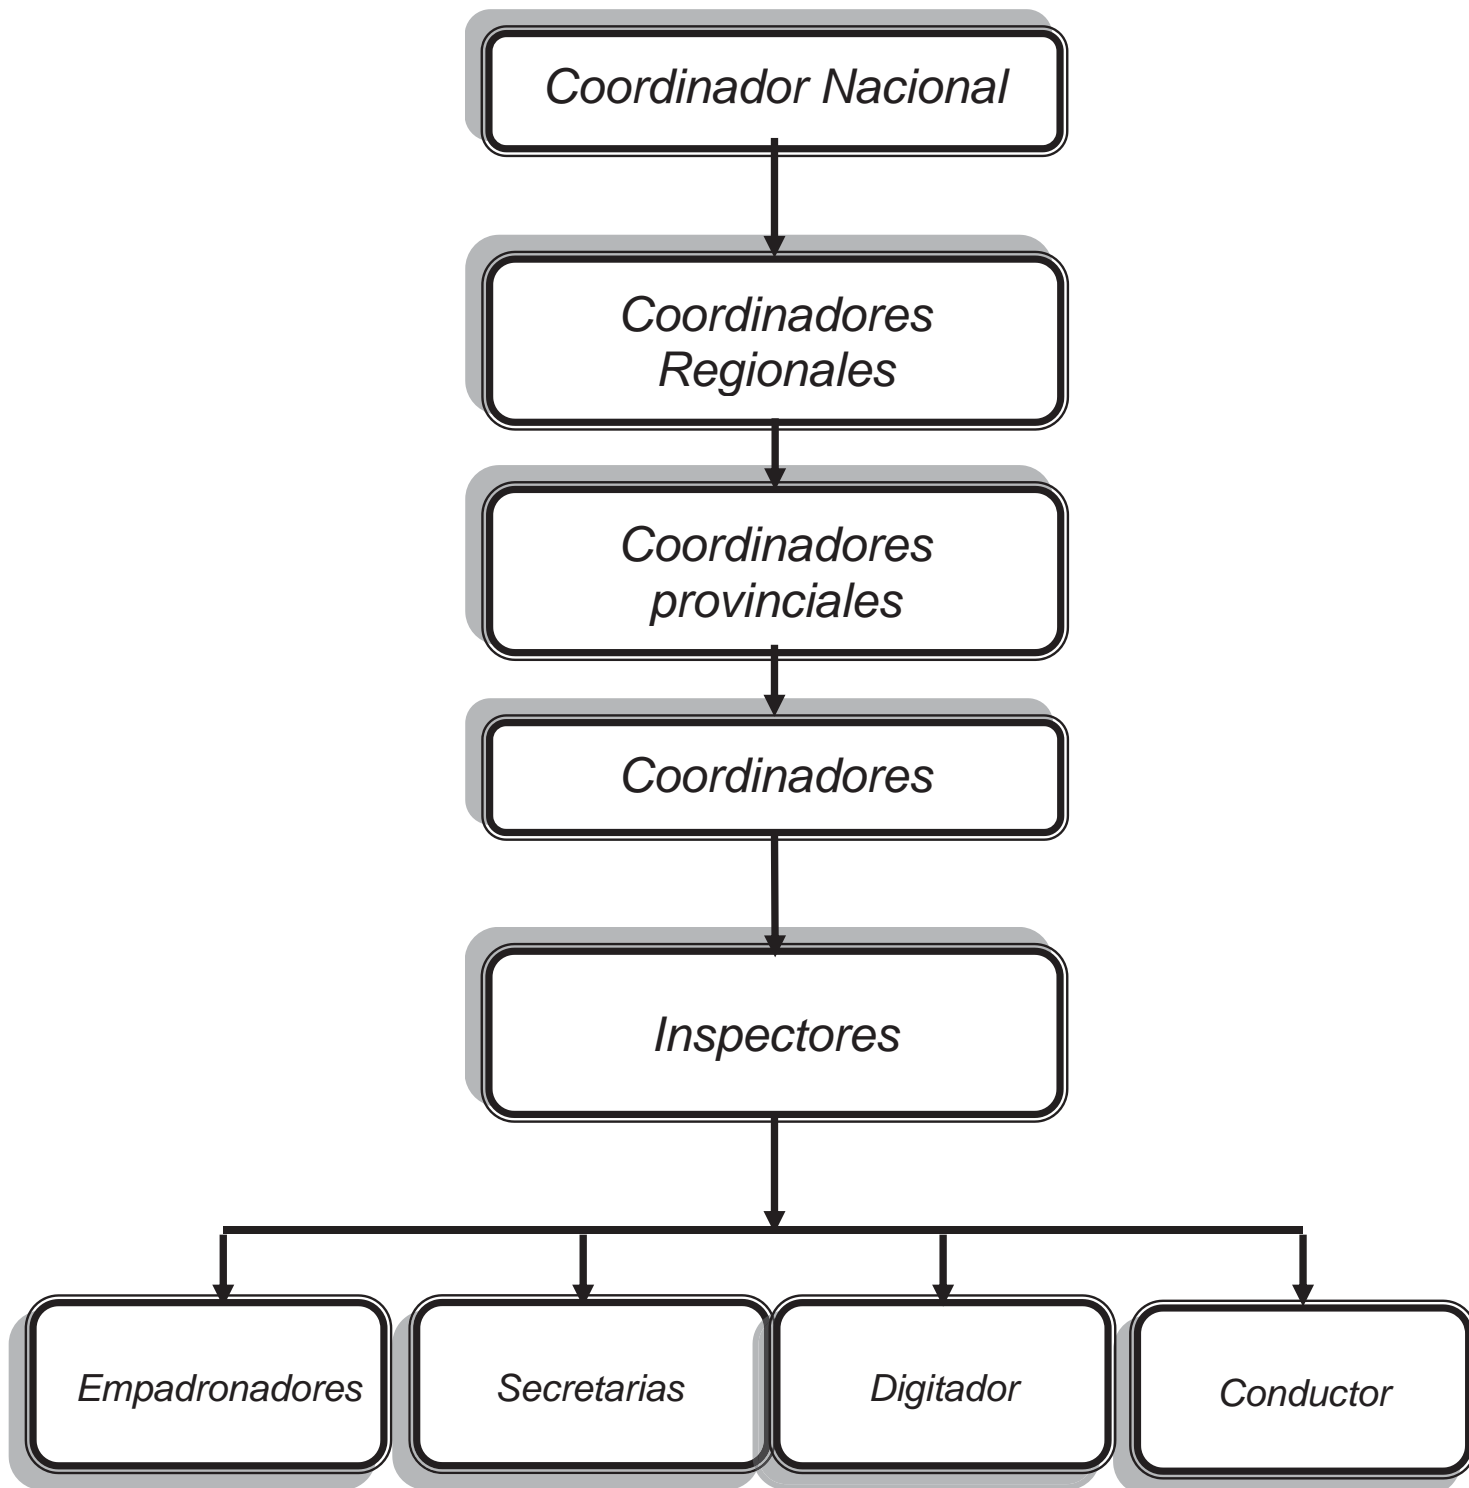 Coordinador Nacional
Coordinadores
Regionales
Coordinadores
provinciales
Coordinadores
Inspectores
Empadronadores
Secretarias
Digitador
Conductor